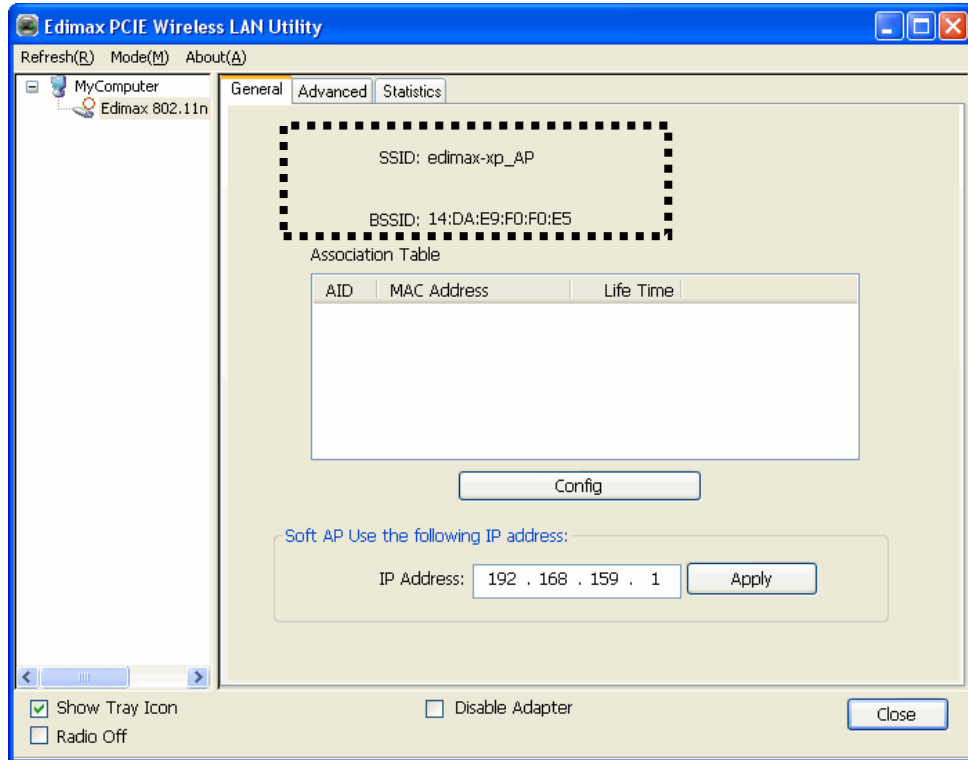 Edimax PCIE Wireless LAN Utility
Refresh(R) Mode(M) About(A)
MyComputer
Edimax 802.11n
General Advanced Statistics
SSID: edimax-xp_AP
BSSID: 14:DA:E9:F0:F0:E5
Association Table
AID MAC Address Life Time
Config
Soft AP Use the following IP address:
IP Address: 192 . 168 . 159 . 1 Apply
Show Tray Icon Disable Adapter Close
Radio Off